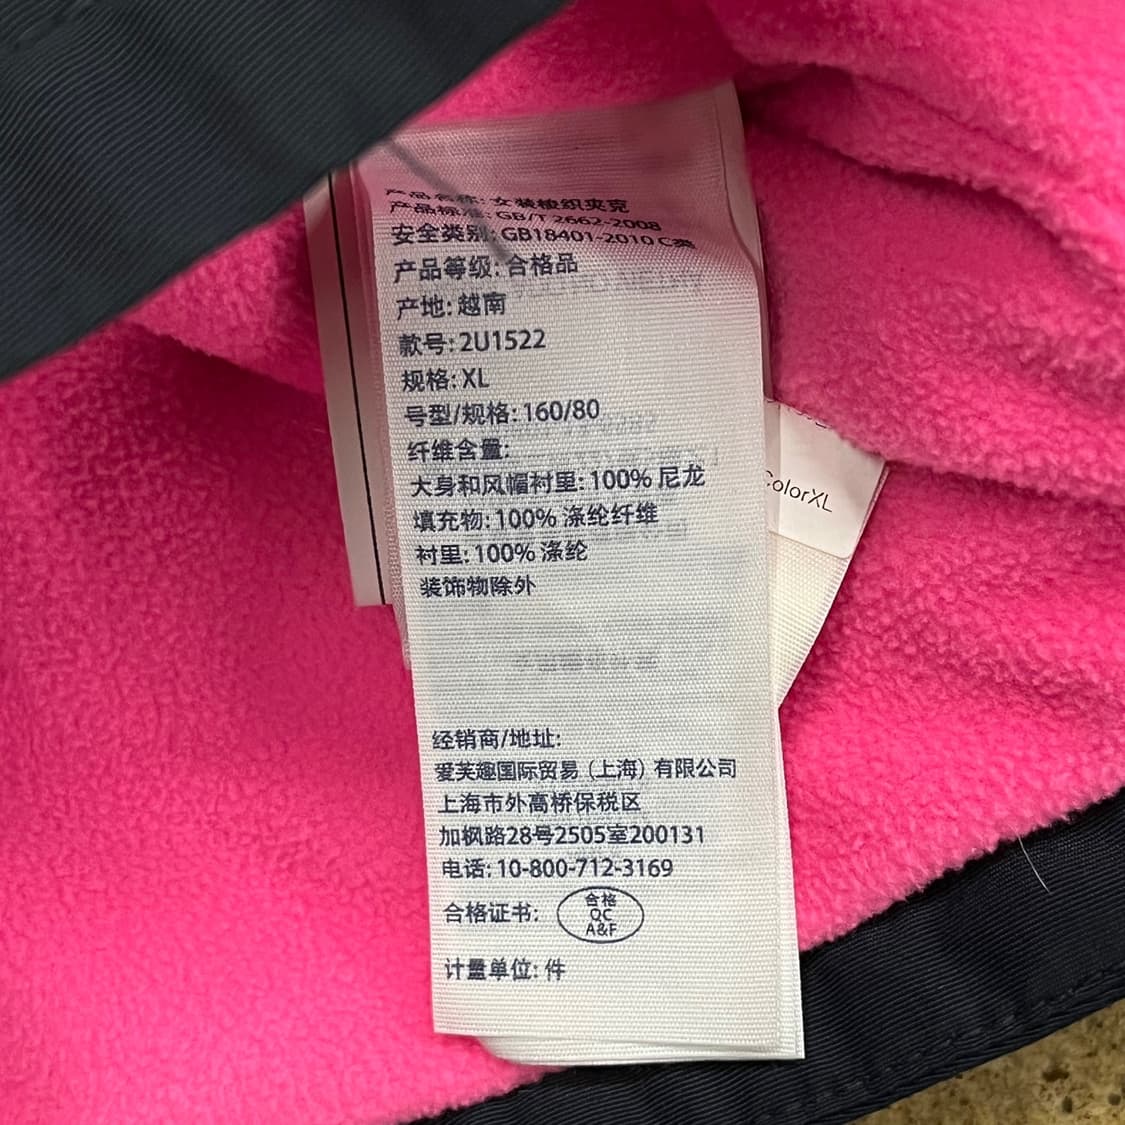 产品名称: 女装梭织夹克
产品标准: GB/T 2662-2008
安全类别: GB18401-2010 C类
产品等级: 合格品
产地: 越南
款号: 2U1522
规格: XL
号型/规格: 160/80
纤维含量:
大身和风帽衬里: 100% 尼龙
填充物: 100% 涤纶纤维
衬里: 100% 涤纶
装饰物除外
经销商/地址:
爱芙趣国际贸易 (上海) 有限公司
上海市外高桥保税区
加枫路28号2505室200131
电话: 10-800-712-3169
合格证书:
合格
QC
A&F
计量单位: 件
ColorXL